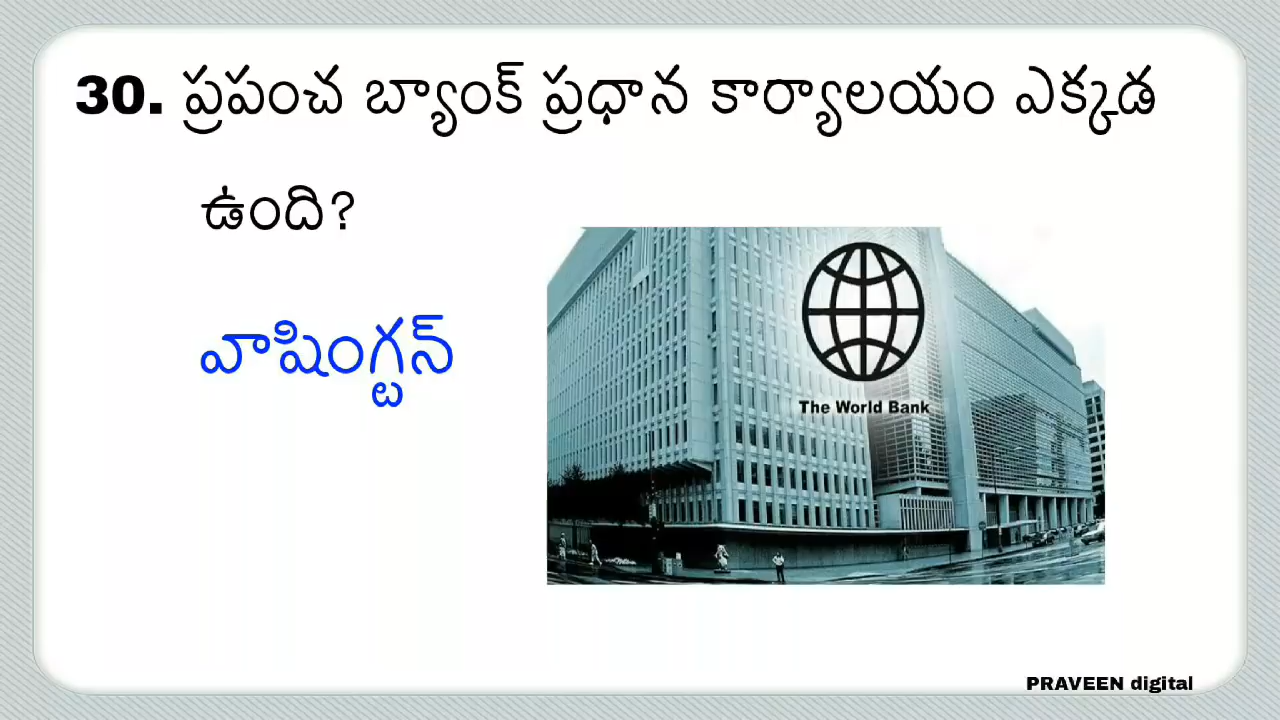 30. ప్రపంచ బ్యాంక్ ప్రధాన కార్యాలయం ఎక్కడ
ఉంది?
వాషింగ్టన్
The World Bank
PRAVEEN digital